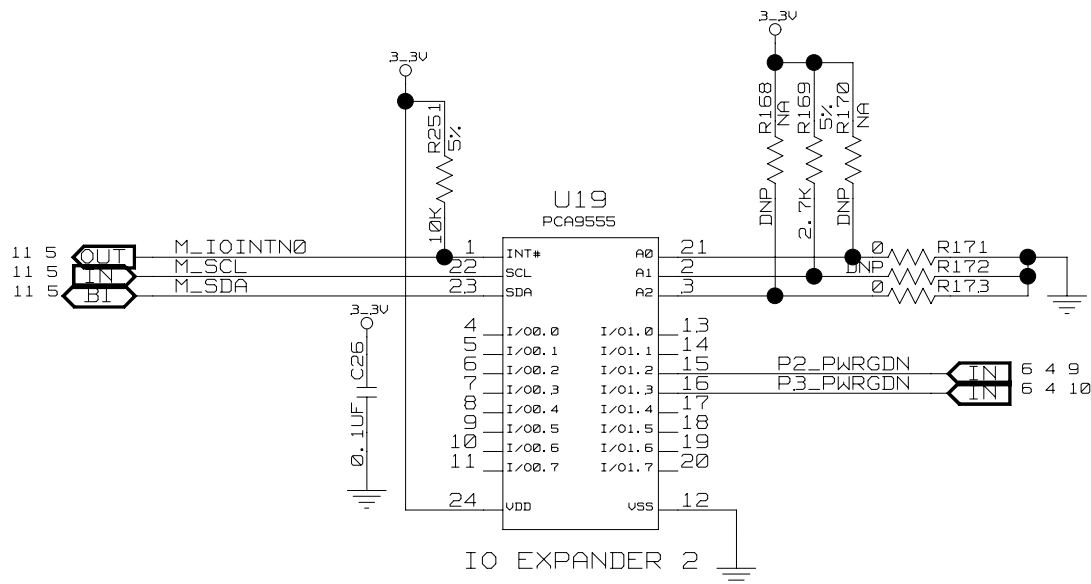 3_3V
3_3V
R251
5%
10K
R168
NA
DNP
R169
5%
2.7K
R170
NA
DNP
U19
PCA9555
11 5 OUT M_IOINTN0 1 INT# A0 21 0 R171
11 5 IN M_SCL 22 SCL A1 2 DNP R172
11 5 BI M_SDA 23 SDA A2 3 0 R173
3_3V
C26
0.1UF
4 I/O0.0 I/O1.0 13
5 I/O0.1 I/O1.1 14
6 I/O0.2 I/O1.2 15 P2_PWRGDN IN 6 4 9
7 I/O0.3 I/O1.3 16 P3_PWRGDN IN 6 4 10
8 I/O0.4 I/O1.4 17
9 I/O0.5 I/O1.5 18
10 I/O0.6 I/O1.6 19
11 I/O0.7 I/O1.7 20
24 VDD VSS 12
IO EXPANDER 2